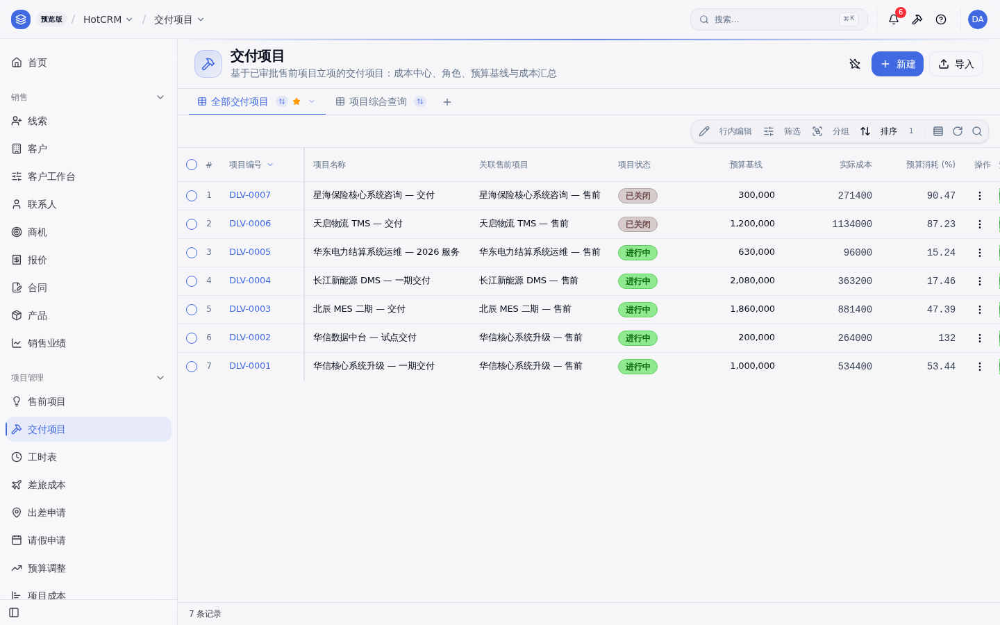 预览版 / HotCRM / 交付项目
搜索... ⌘K
6
DA
首页
销售
线索
客户
客户工作台
联系人
商机
报价
合同
产品
销售业绩
项目管理
售前项目
交付项目
工时表
差旅成本
出差申请
请假申请
预算调整
项目成本
交付项目
基于已审批售前项目立项的交付项目：成本中心、角色、预算基线与成本汇总
新建 导入
全部交付项目 项目综合查询
行内编辑 筛选 分组 排序 1
# 项目编号 项目名称 关联售前项目 项目状态 预算基线 实际成本 预算消耗 (%) 操作
1 DLV-0007 星海保险核心系统咨询 — 交付 星海保险核心系统咨询 — 售前 已关闭 300,000 271400 90.47
2 DLV-0006 天启物流 TMS — 交付 天启物流 TMS — 售前 已关闭 1,200,000 1134000 87.23
3 DLV-0005 华东电力结算系统运维 — 2026 服务 华东电力结算系统运维 — 售前 进行中 630,000 96000 15.24
4 DLV-0004 长江新能源 DMS — 一期交付 长江新能源 DMS — 售前 进行中 2,080,000 363200 17.46
5 DLV-0003 北辰 MES 二期 — 交付 北辰 MES 二期 — 售前 进行中 1,860,000 881400 47.39
6 DLV-0002 华信数据中台 — 试点交付 华信核心系统升级 — 售前 进行中 200,000 264000 132
7 DLV-0001 华信核心系统升级 — 一期交付 华信核心系统升级 — 售前 进行中 1,000,000 534400 53.44
7 条记录